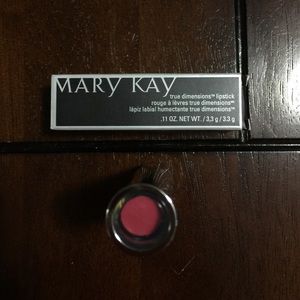 MARY KAY
true dimensions™ lipstick
rouge à lèvres true dimensions™
lápiz labial humectante true dimensions™
.11 OZ. NET WT. / 3,3 g / 3.3 g